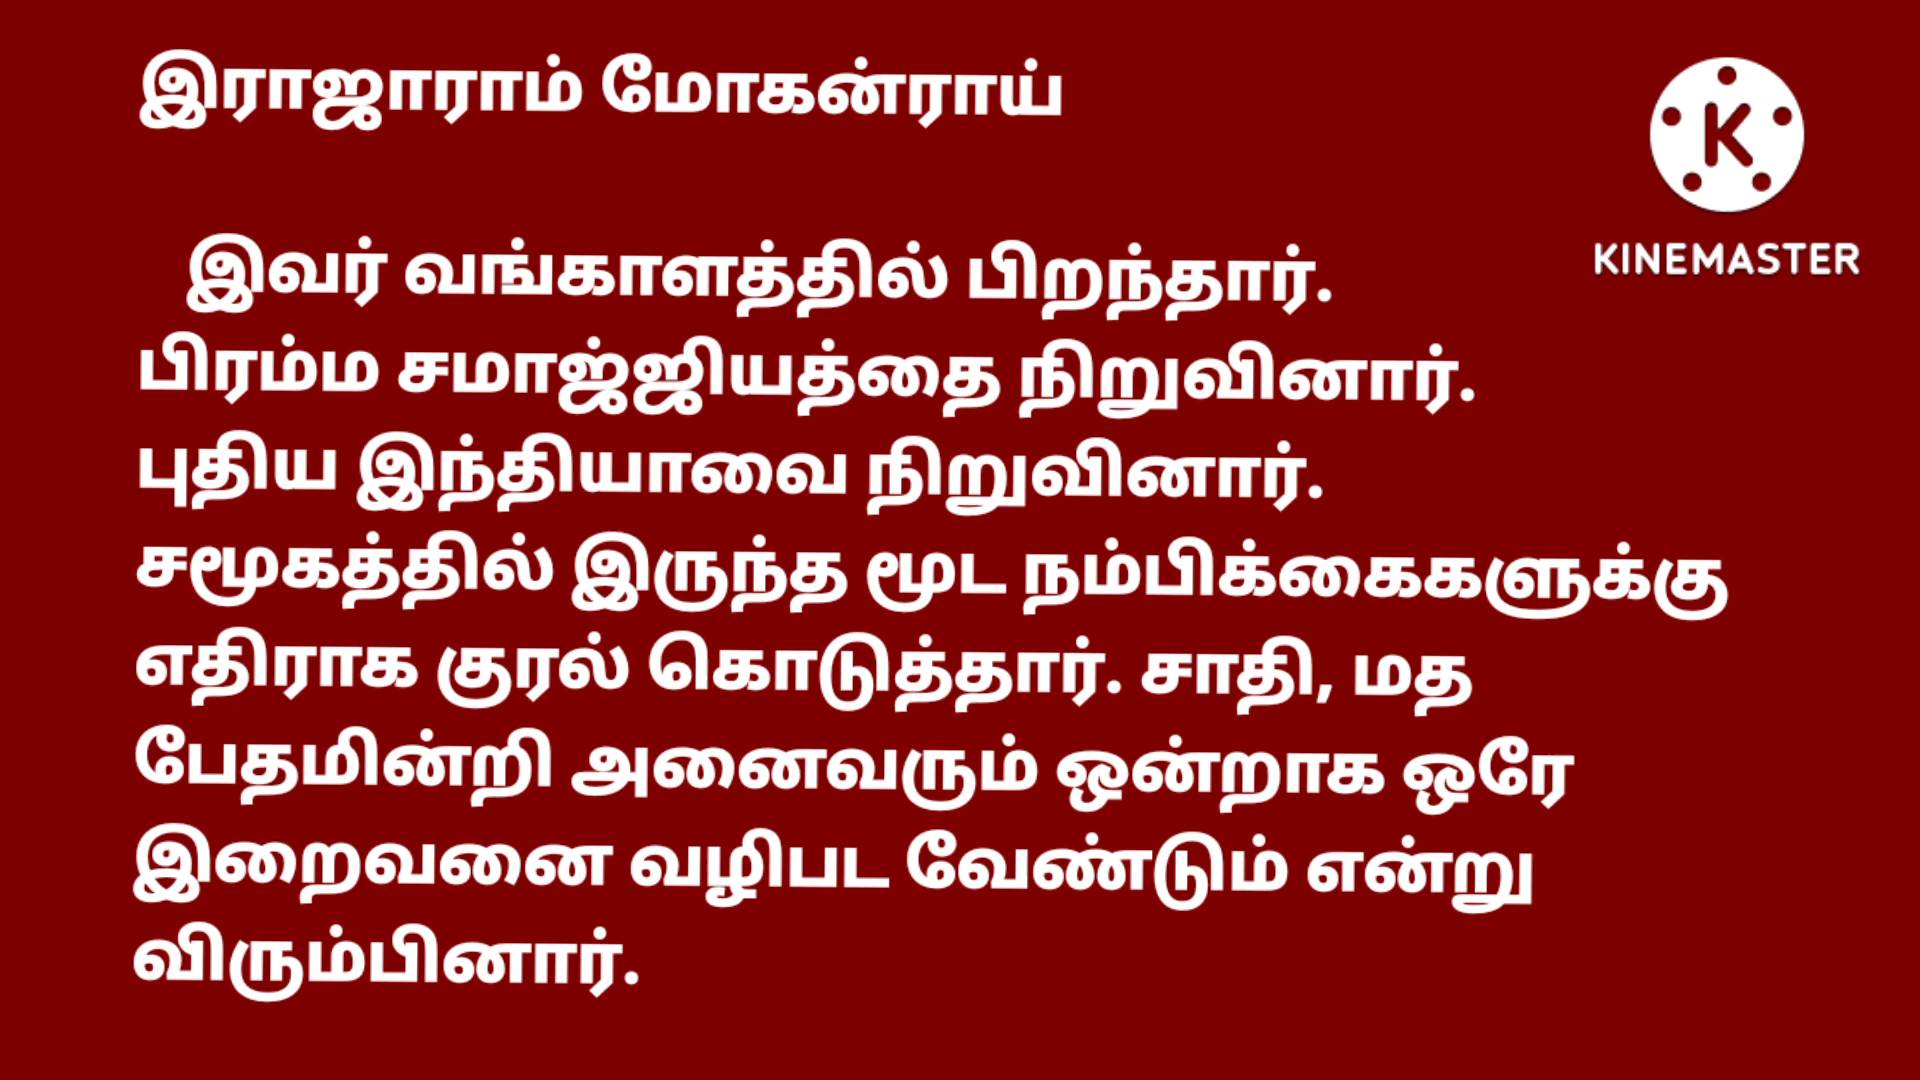 இராஜாராம் மோகன்ராய்
K
KINEMASTER
இவர் வங்காளத்தில் பிறந்தார்.
பிரம்ம சமாஜ்ஜியத்தை நிறுவினார்.
புதிய இந்தியாவை நிறுவினார்.
சமூகத்தில் இருந்த மூட நம்பிக்கைகளுக்கு
எதிராக குரல் கொடுத்தார். சாதி, மத
பேதமின்றி அனைவரும் ஒன்றாக ஒரே
இறைவனை வழிபட வேண்டும் என்று
விரும்பினார்.